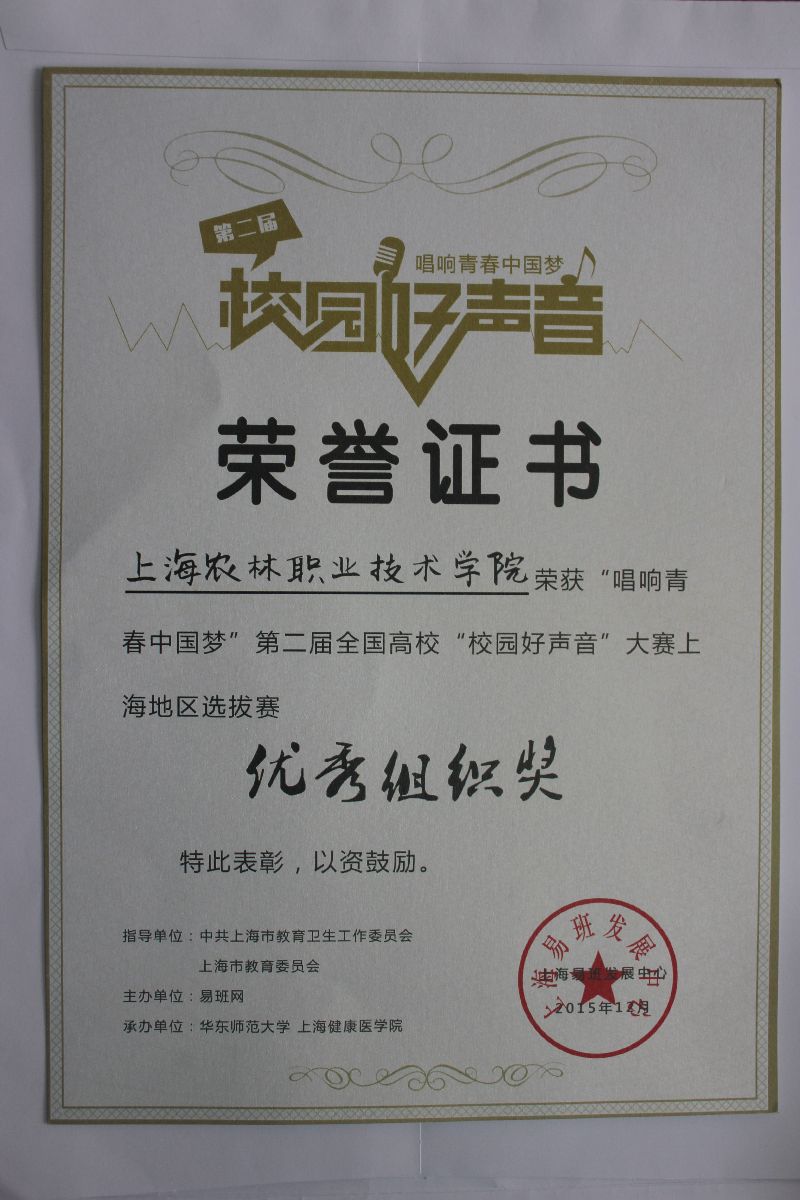 第二届
唱响青春中国梦
校园好声音
荣誉证书
上海农林职业技术学院荣获“唱响青
春中国梦”第二届全国高校“校园好声音”大赛上
海地区选拔赛
优秀组织奖
特此表彰，以资鼓励。
指导单位：中共上海市教育卫生工作委员会
上海市教育委员会
主办单位：易班网
承办单位：华东师范大学 上海健康医学院
上海易班发展中心
上海易班发展中心
2015年12月